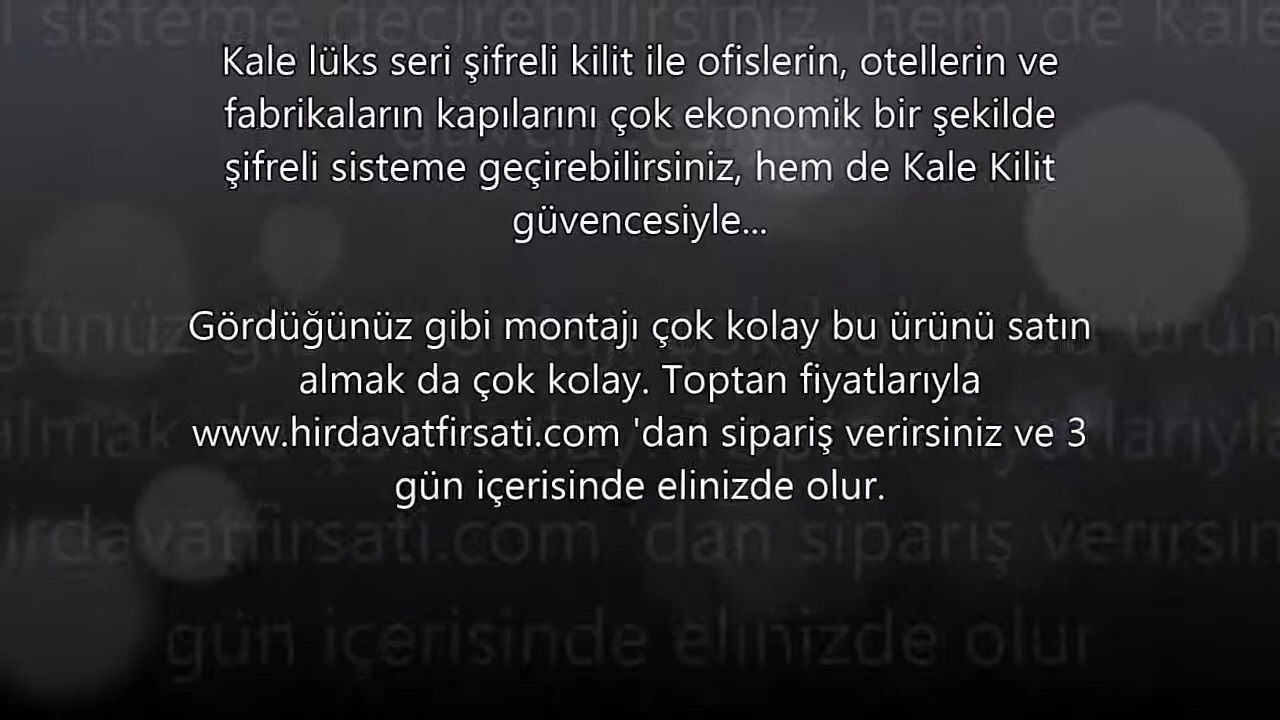 Kale lüks seri şifreli kilit ile ofislerin, otellerin ve
fabrikaların kapılarını çok ekonomik bir şekilde
şifreli sisteme geçirebilirsiniz, hem de Kale Kilit
güvencesiyle...
Gördüğünüz gibi montajı çok kolay bu ürünü satın
almak da çok kolay. Toptan fiyatlarıyla
www.hirdavatfirsati.com 'dan sipariş verirsiniz ve 3
gün içerisinde elinizde olur.